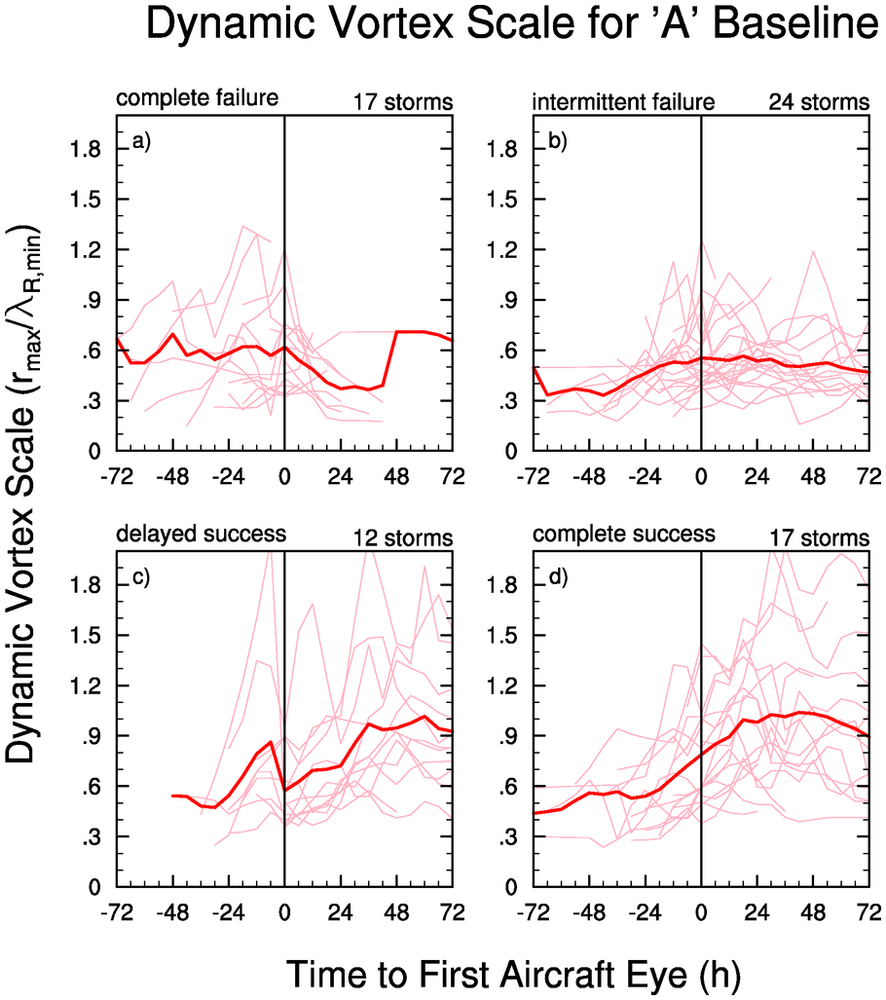 Dynamic Vortex Scale for 'A' Baseline
complete failure 17 storms
intermittent failure 24 storms
a)
b)
1.8
1.5
1.2
.9
.6
.3
0
-72 -48 -24 0 24 48 72
1.8
1.5
1.2
.9
.6
.3
0
-72 -48 -24 0 24 48 72
delayed success 12 storms
complete success 17 storms
c)
d)
1.8
1.5
1.2
.9
.6
.3
0
-72 -48 -24 0 24 48 72
1.8
1.5
1.2
.9
.6
.3
0
-72 -48 -24 0 24 48 72
Dynamic Vortex Scale (r_max/λ_R,min)
Time to First Aircraft Eye (h)